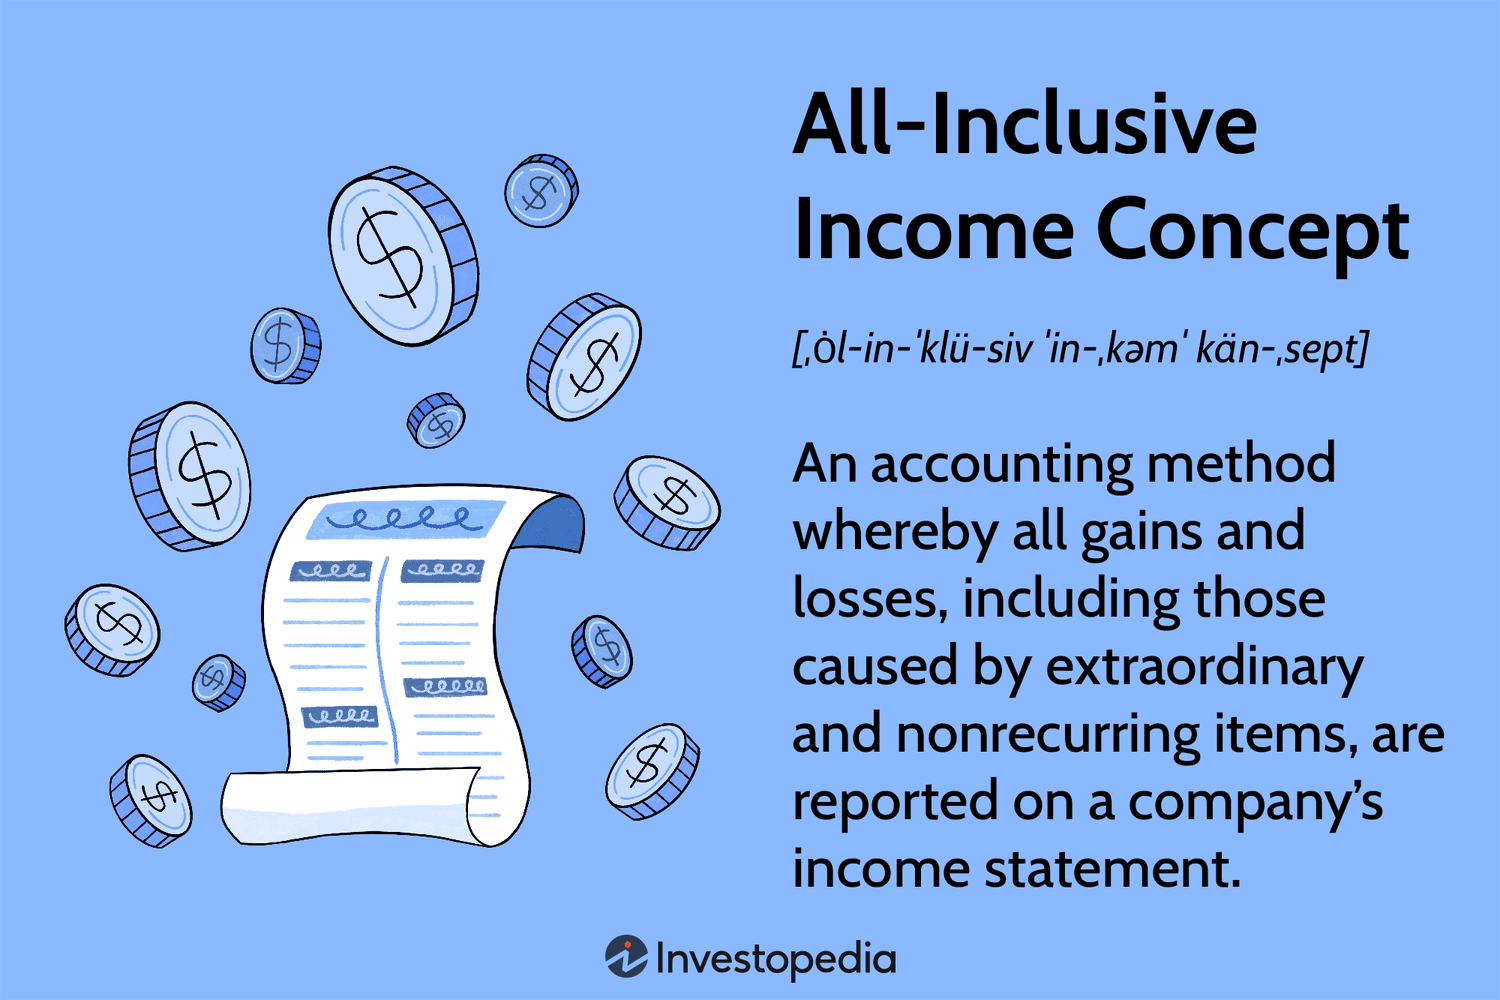 All-Inclusive
Income Concept
[ˌȯl-in-ˈklü-siv ˈin-ˌkəmˈ kän-ˌsept]
An accounting method
whereby all gains and
losses, including those
caused by extraordinary
and nonrecurring items, are
reported on a company’s
income statement.
Investopedia